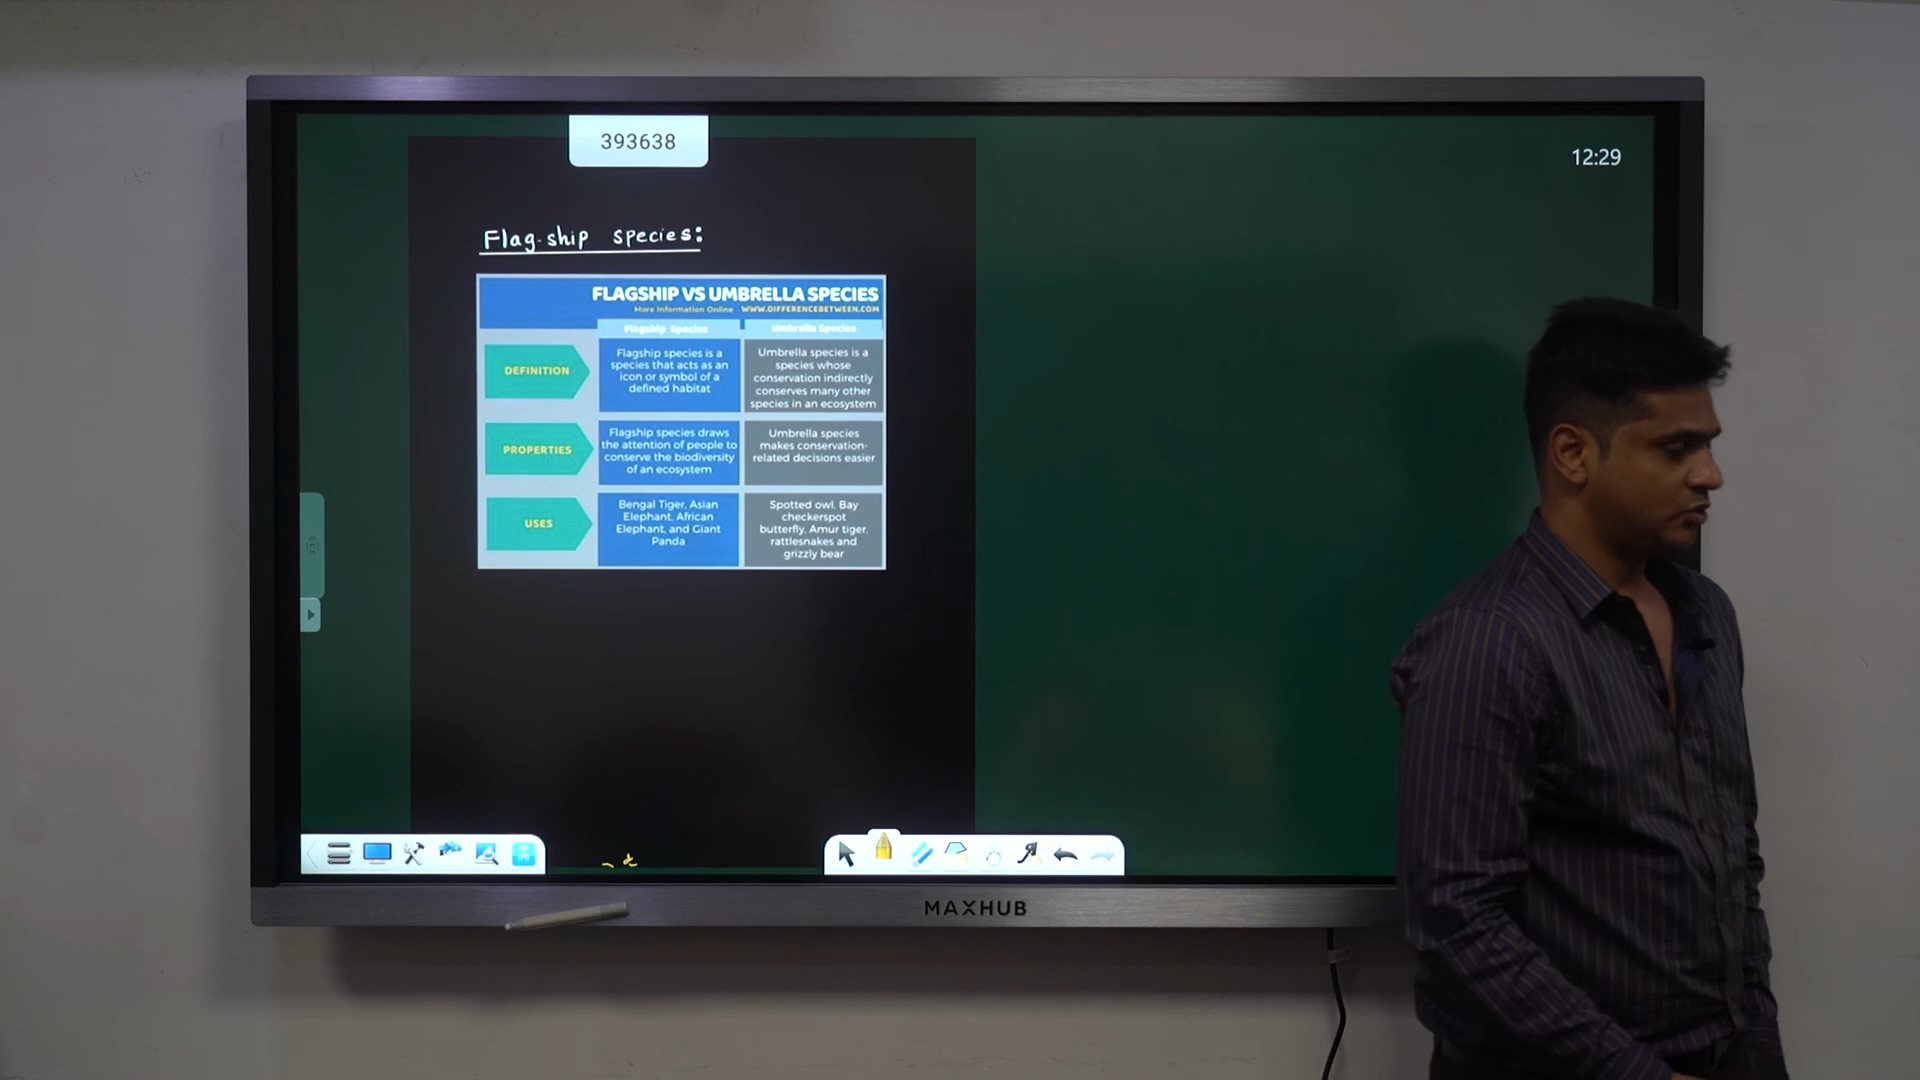 393638
12:29
Flag-ship species:
FLAGSHIP VS UMBRELLA SPECIES
More Information Online WWW.DIFFERENCEBETWEEN.COM
Flagship Species
Umbrella Species
DEFINITION
Flagship species is a
species that acts as an
icon or symbol of a
defined habitat
Umbrella species is a
species whose
conservation indirectly
conserves many other
species in an ecosystem
PROPERTIES
Flagship species draws
the attention of people to
conserve the biodiversity
of an ecosystem
Umbrella species
makes conservation-
related decisions easier
USES
Bengal Tiger, Asian
Elephant, African
Elephant, and Giant
Panda
Spotted owl, Bay
checkerspot
butterfly, Amur tiger,
rattlesnakes and
grizzly bear
MAXHUB